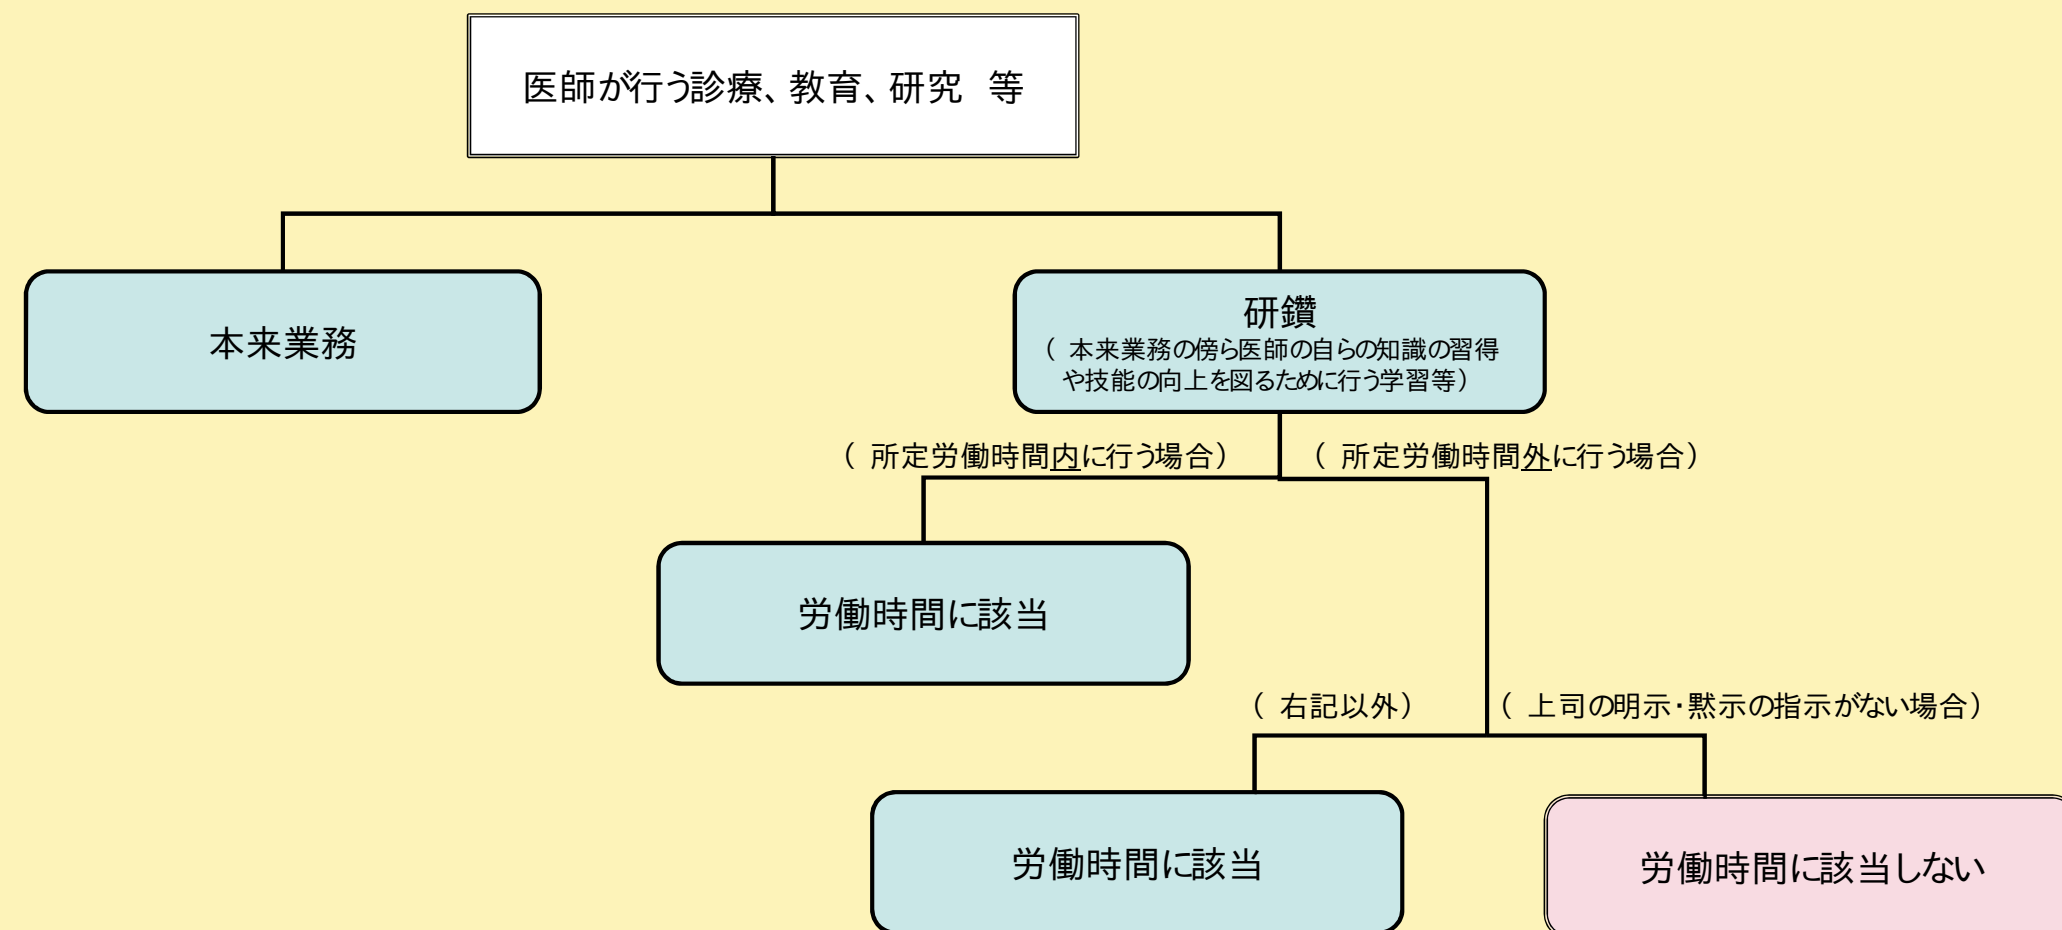 医師が行う診療、教育、研究　等
本来業務
研鑽
（ 本来業務の傍ら医師の自らの知識の習得
や技能の向上を図るために行う学習等）
（ 所定労働時間内に行う場合）
（ 所定労働時間外に行う場合）
労働時間に該当
（ 右記以外）
（ 上司の明示・黙示の指示がない場合）
労働時間に該当
労働時間に該当しない